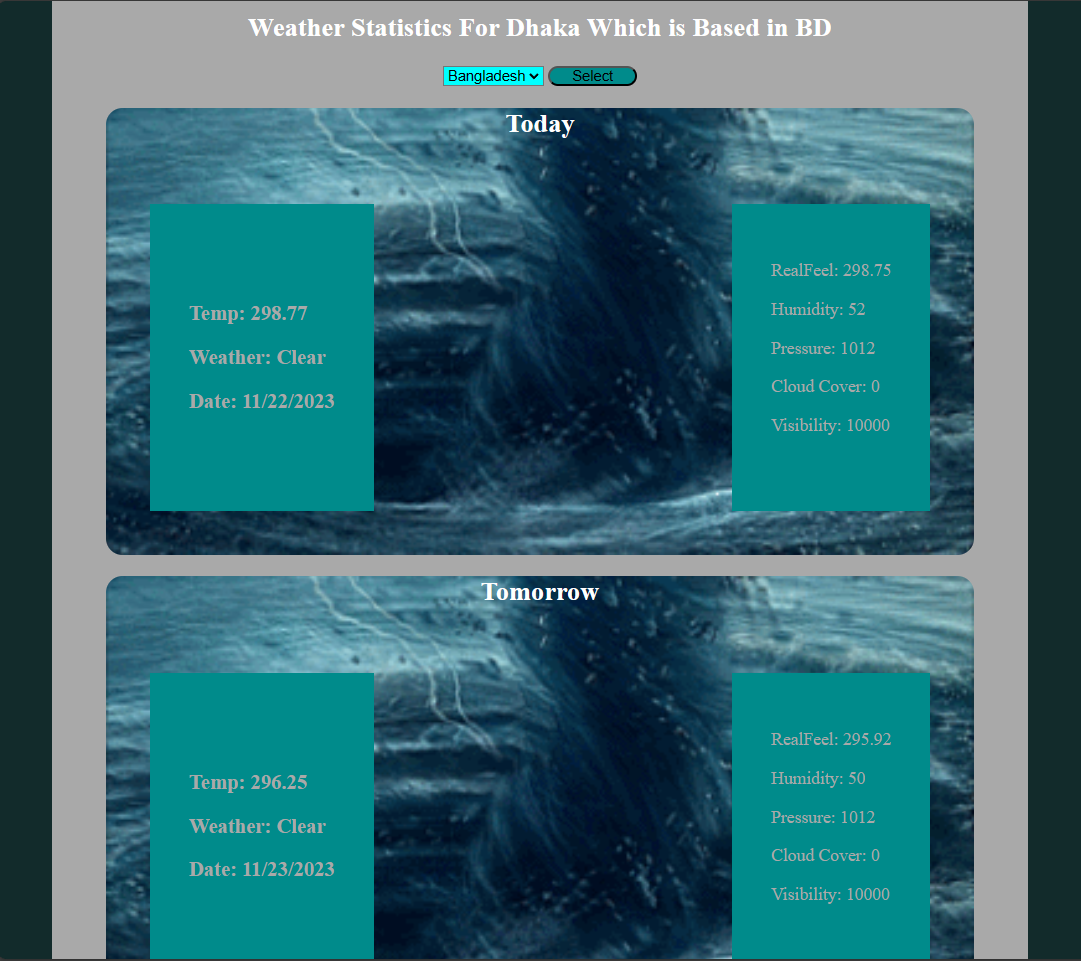 Weather Statistics For Dhaka Which is Based in BD
Bangladesh Select
Today
Temp: 298.77
Weather: Clear
Date: 11/22/2023
RealFeel: 298.75
Humidity: 52
Pressure: 1012
Cloud Cover: 0
Visibility: 10000
Tomorrow
Temp: 296.25
Weather: Clear
Date: 11/23/2023
RealFeel: 295.92
Humidity: 50
Pressure: 1012
Cloud Cover: 0
Visibility: 10000